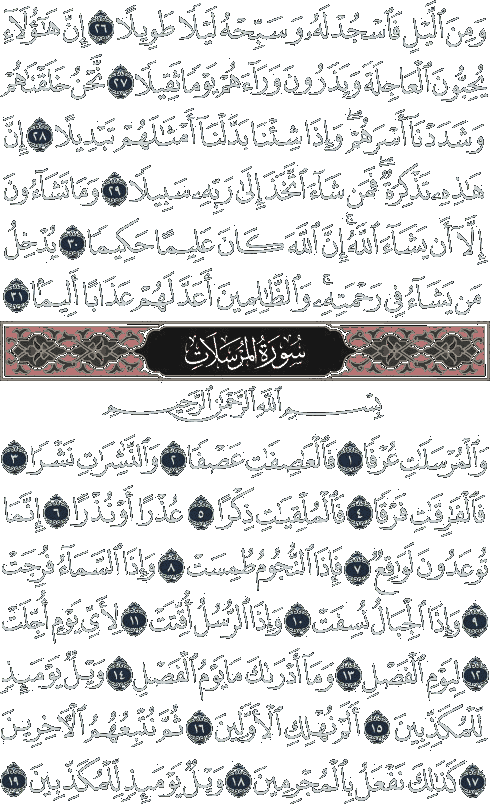 وَمِنَ ٱلَّيْلِ فَٱسْجُدْ لَهُۥ وَسَبِّحْهُ لَيْلًا طَوِيلًا ٢٦ إِنَّ هَٰٓؤُلَآءِ
يُحِبُّونَ ٱلْعَاجِلَةَ وَيَذَرُونَ وَرَآءَهُمْ يَوْمًا ثَقِيلًا ٢٧ نَّحْنُ خَلَقْنَٰهُمْ
وَشَدَدْنَآ أَسْرَهُمْ ۖ وَإِذَا شِئْنَا بَدَّلْنَآ أَمْثَٰلَهُمْ تَبْدِيلًا ٢٨ إِنَّ
هَٰذِهِۦ تَذْكِرَةٌ ۖ فَمَن شَآءَ ٱتَّخَذَ إِلَىٰ رَبِّهِۦ سَبِيلًا ٢٩ وَمَا تَشَآءُونَ
إِلَّآ أَن يَشَآءَ ٱللَّهُ ۚ إِنَّ ٱللَّهَ كَانَ عَلِيمًا حَكِيمًا ٣٠ يُدْخِلُ
مَن يَشَآءُ فِى رَحْمَتِهِۦ ۚ وَٱلظَّٰلِمِينَ أَعَدَّ لَهُمْ عَذَابًا أَلِيمًۢا ٣١
سُورَةُ المُرْسَلَاتِ
بِسْمِ ٱللَّهِ ٱلرَّحْمَٰنِ ٱلرَّحِيمِ
وَٱلْمُرْسَلَٰتِ عُرْفًا ١ فَٱلْعَٰصِفَٰتِ عَصْفًا ٢ وَٱلنَّٰشِرَٰتِ نَشْرًا ٣
فَٱلْفَٰرِقَٰتِ فَرْقًا ٤ فَٱلْمُلْقِيَٰتِ ذِكْرًا ٥ عُذْرًا أَوْ نُذْرًا ٦ إِنَّمَا
تُوعَدُونَ لَوَٰقِعٌ ٧ فَإِذَا ٱلنُّجُومُ طُمِسَتْ ٨ وَإِذَا ٱلسَّمَآءُ فُرِجَتْ
٩ وَإِذَا ٱلْجِبَالُ نُسِفَتْ ١٠ وَإِذَا ٱلرُّسُلُ أُقِّتَتْ ١١ لِأَىِّ يَوْمٍ أُجِّلَتْ
١٢ لِيَوْمِ ٱلْفَصْلِ ١٣ وَمَآ أَدْرَىٰكَ مَا يَوْمُ ٱلْفَصْلِ ١٤ وَيْلٌ يَوْمَئِذٍ
لِّلْمُكَذِّبِينَ ١٥ أَلَمْ نُهْلِكِ ٱلْأَوَّلِينَ ١٦ ثُمَّ نُتْبِعُهُمُ ٱلْءَاخِرِينَ
١٧ كَذَٰلِكَ نَفْعَلُ بِٱلْمُجْرِمِينَ ١٨ وَيْلٌ يَوْمَئِذٍ لِّلْمُكَذِّبِينَ ١٩